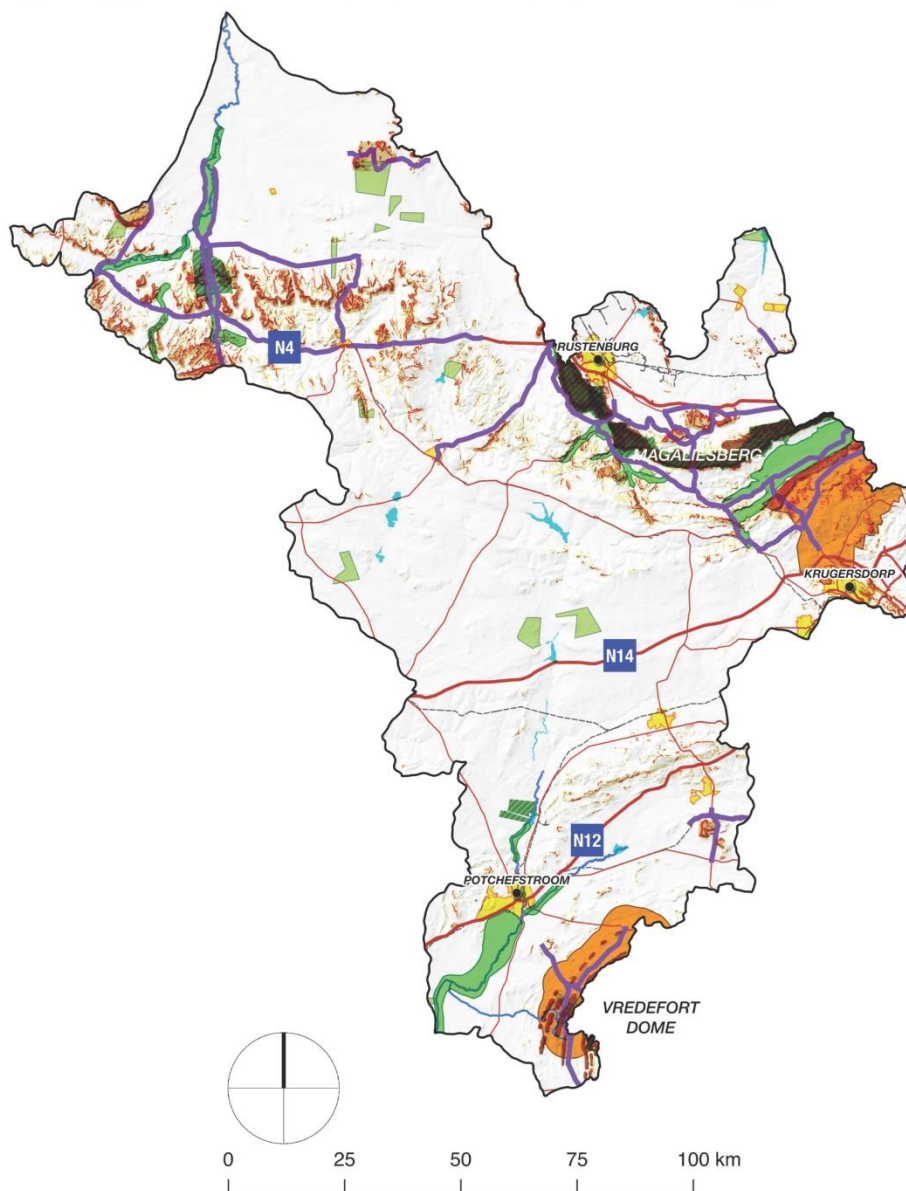 N4
RUSTENBURG
MAGALIESBERG
KRUGERSDORP
N14
N12
POTCHEFSTROOM
VREDEFORT
DOME
0 25 50 75 100 km